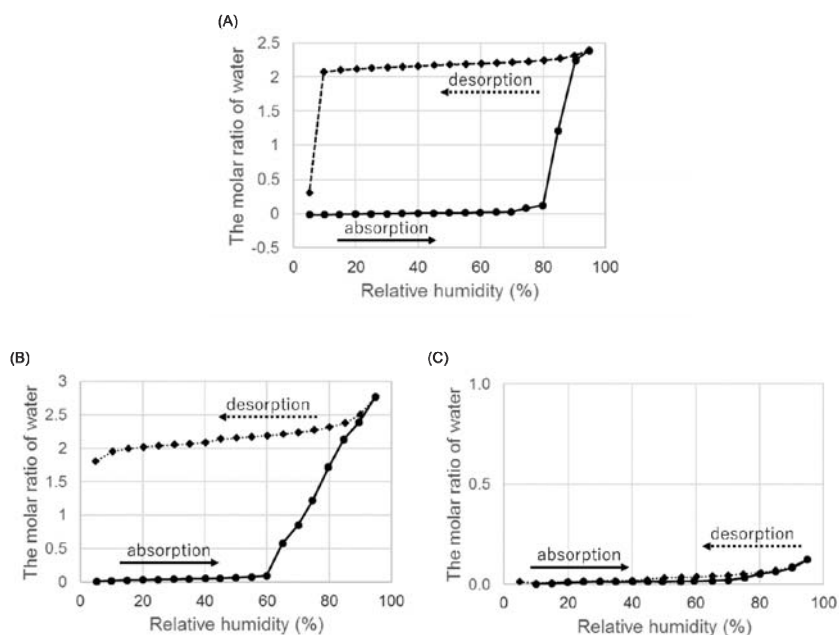 (A)
The molar ratio of water
2.5
2
1.5
1
0.5
0
-0.5
desorption
absorption
0 20 40 60 80 100
Relative humidity (%)
(B)
The molar ratio of water
3
2.5
2
1.5
1
0.5
0
desorption
absorption
0 20 40 60 80 100
Relative humidity (%)
(C)
The molar ratio of water
1.0
0.5
0.0
desorption
absorption
0 20 40 60 80 100
Relative humidity (%)